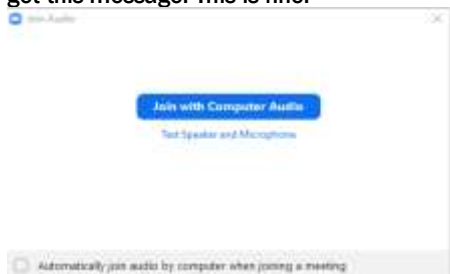 get this message. This is fine.
Join Audio
Join with Computer Audio
Test Speaker and Microphone
Automatically join audio by computer when joining a meeting